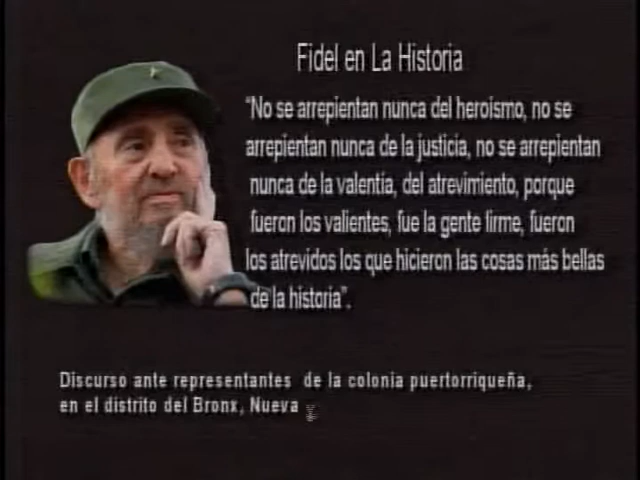 Fidel en La Historia
"No se arrepientan nunca del heroismo, no se
arrepientan nunca de la justicia, no se arrepientan
nunca de la valentía, del atrevimiento, porque
fueron los valientes, fue la gente firme, fueron
los atrevidos los que hicieron las cosas más bellas
de la historia".
Discurso ante representantes de la colonia puertorriqueña,
en el distrito del Bronx, Nueva